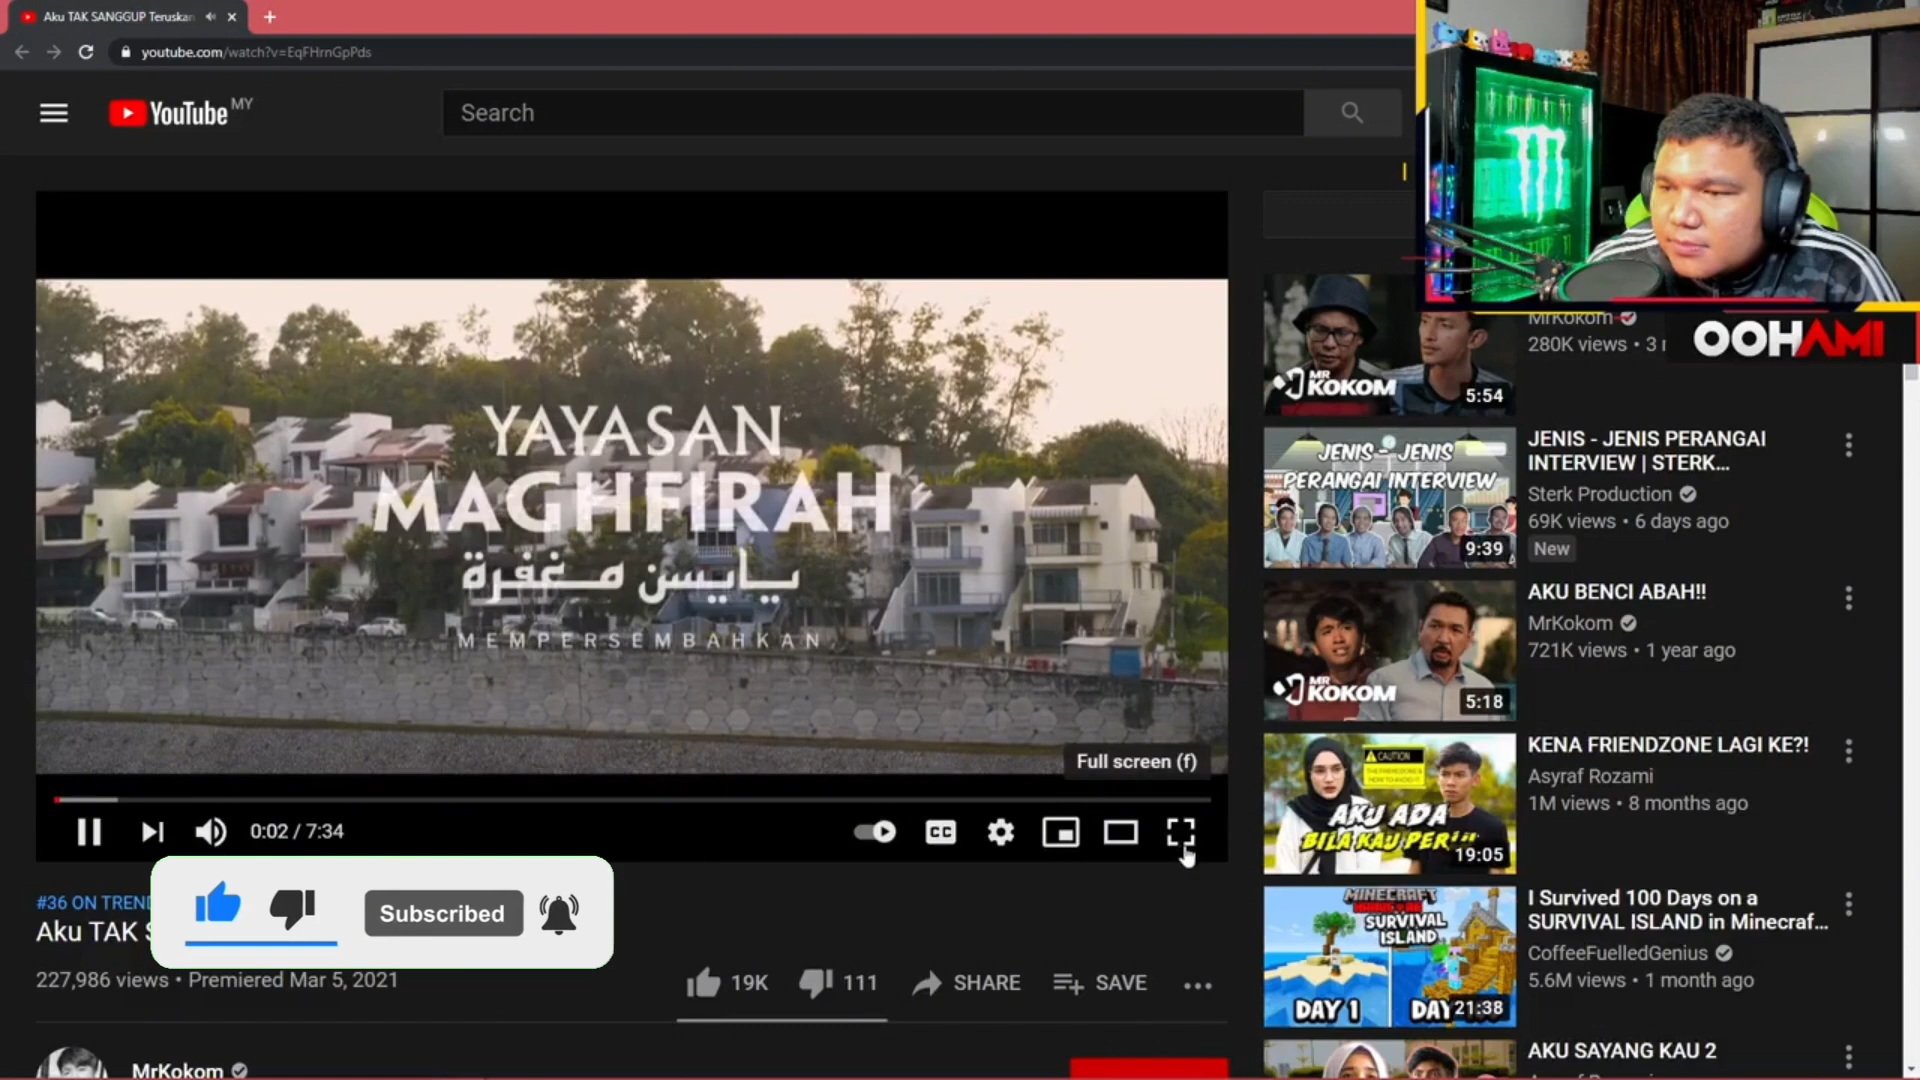 Aku TAK SANGGUP Teruskan
youtube.com/watch?v=EqFHrnGpPds
YouTube MY
Search
YAYASAN
MAGHFIRAH
يايسن مغفرة
MEMPERSEMBAHKAN
Full screen (f)
0:02 / 7:34
CC
#36 ON TREND
Aku TAK S
Subscribed
227,986 views • Premiered Mar 5, 2021
19K
111
SHARE
SAVE
MrKokom
OOHAMI
MR KOKOM
5:54
MrKokom
280K views • 3
JENIS - JENIS
PERANGAI INTERVIEW
9:39
JENIS - JENIS PERANGAI
INTERVIEW | STERK...
Sterk Production
69K views • 6 days ago
New
MR KOKOM
5:18
AKU BENCI ABAH!!
MrKokom
721K views • 1 year ago
CAUTION
AKU ADA
BILA KAU PERLU
19:05
KENA FRIENDZONE LAGI KE?!
Asyraf Rozami
1M views • 8 months ago
MINECRAFT
SURVIVAL
ISLAND
DAY 1
DAY
21:38
I Survived 100 Days on a
SURVIVAL ISLAND in Minecraf...
CoffeeFuelledGenius
5.6M views • 1 month ago
AKU SAYANG KAU 2